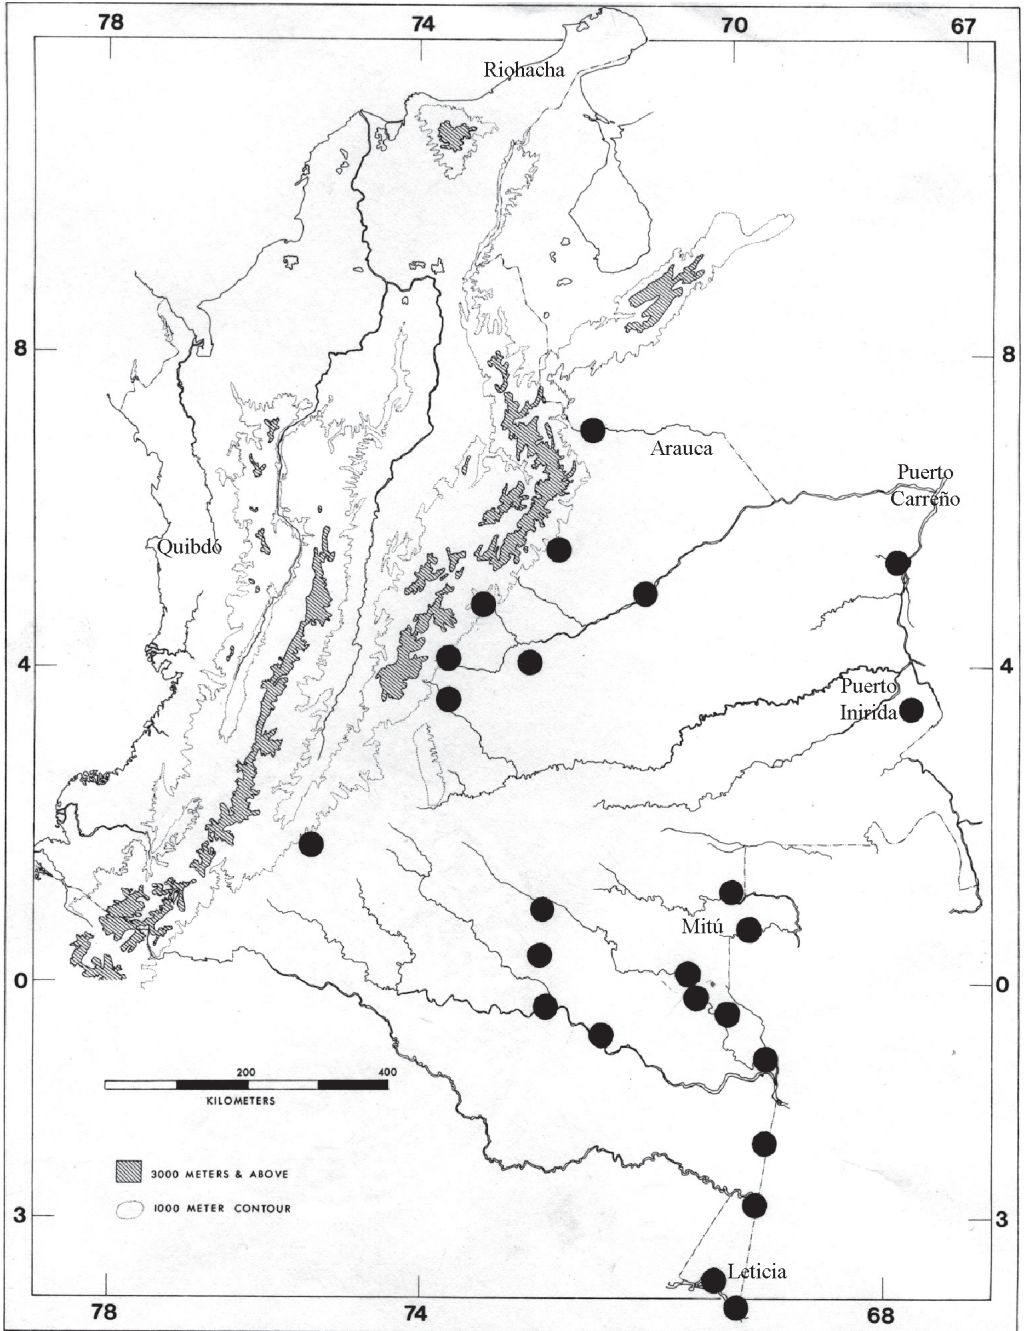 78 74 70 67
Riohacha
8 8
Arauca
Puerto
Carreño
Quibdó
4 4
Puerto
Inirida
Mitú
0 0
200 400
KILOMETERS
3000 METERS & ABOVE
1000 METER CONTOUR
3 3
Leticia
78 74 68